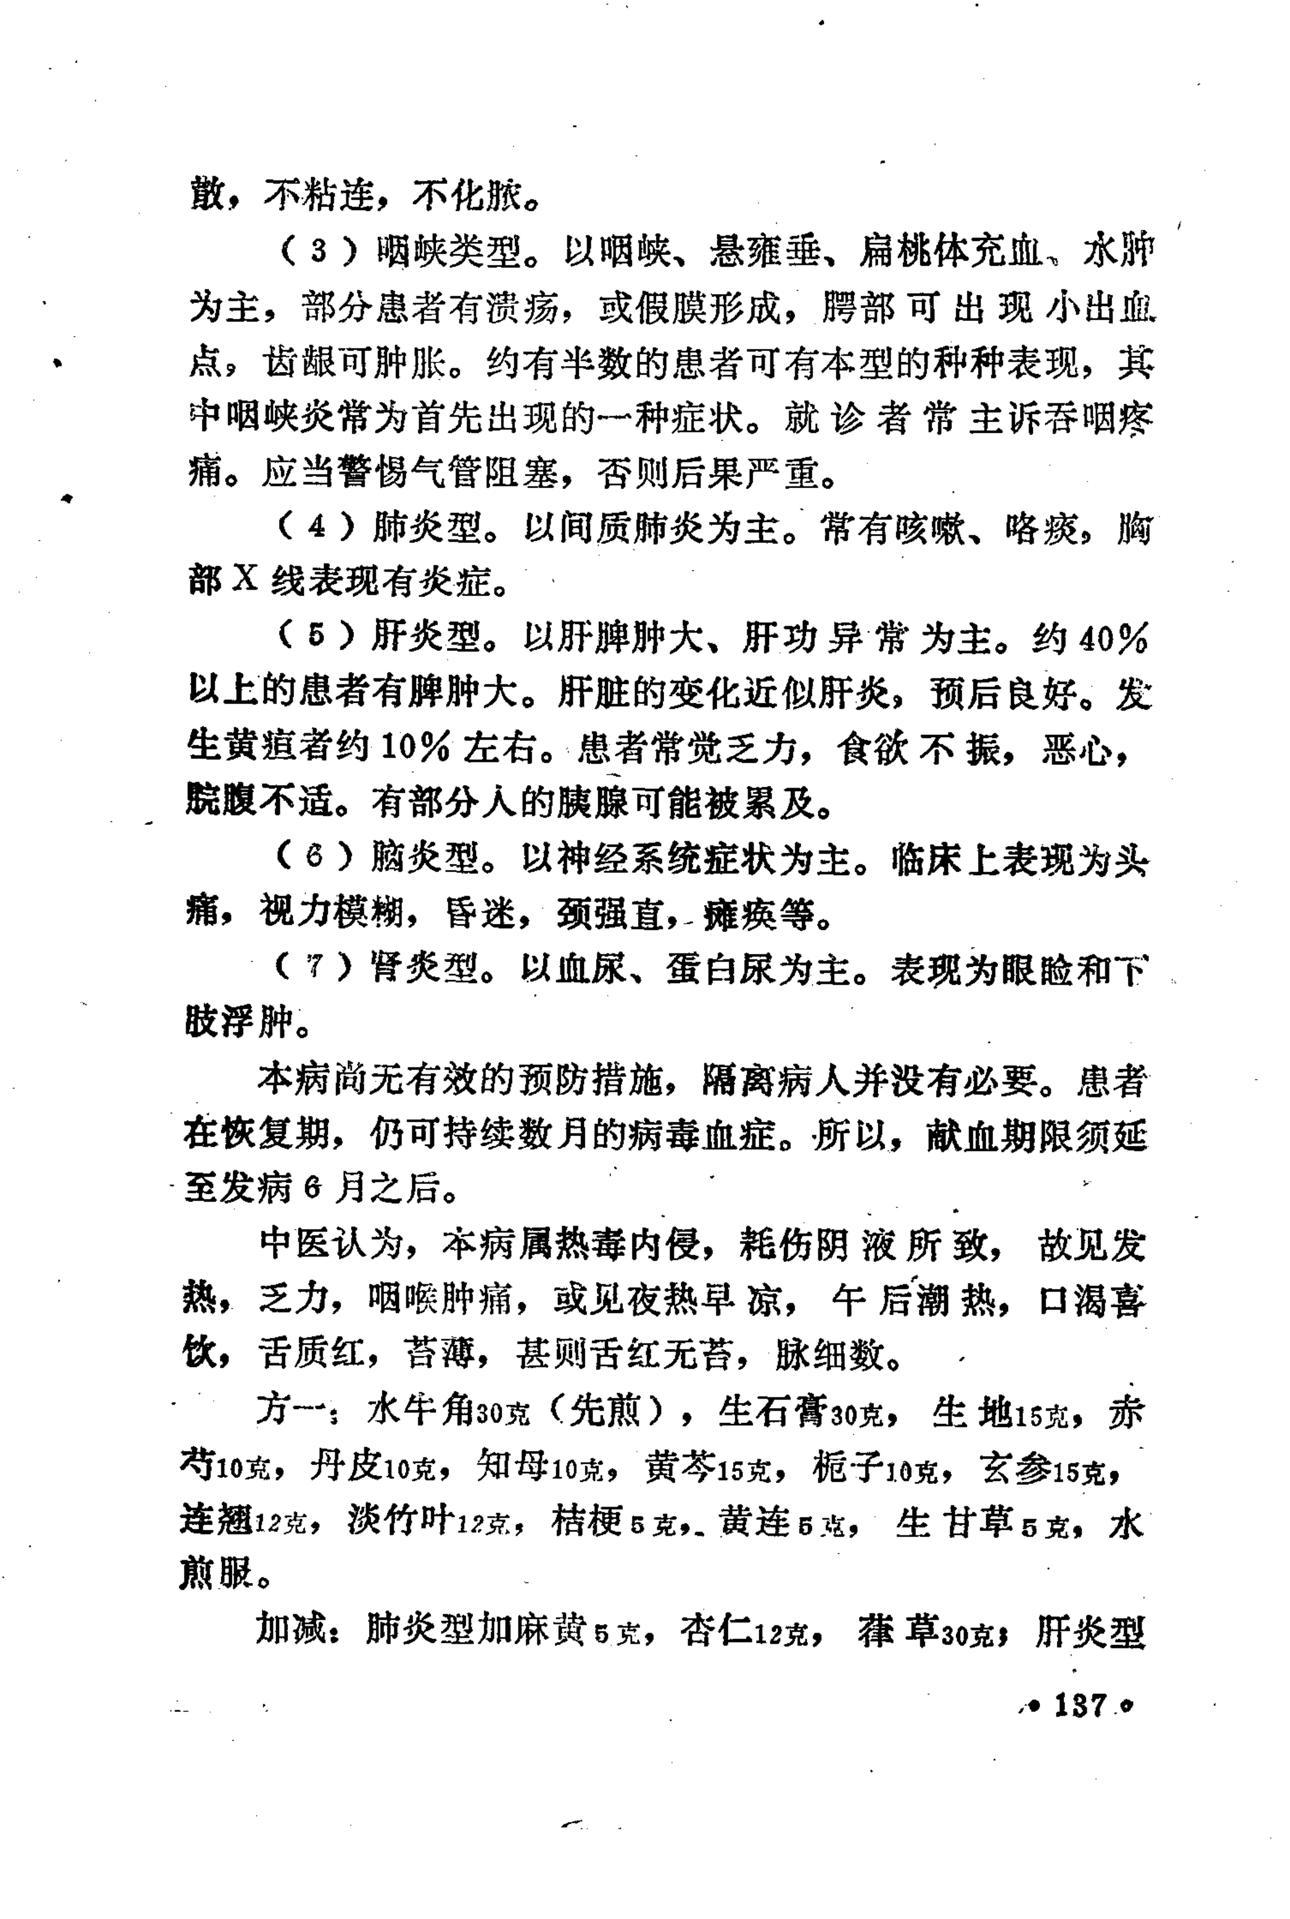 散，不粘连，不化脓。
（3）咽峡类型。以咽峡、悬雍垂、扁桃体充血、水肿
为主，部分患者有溃疡，或假膜形成，腭部可出现小出血
点，齿龈可肿胀。约有半数的患者可有本型的种种表现，其
中咽峡炎常为首先出现的一种症状。就诊者常主诉吞咽疼
痛。应当警惕气管阻塞，否则后果严重。
（4）肺炎型。以间质肺炎为主。常有咳嗽、咯痰，胸
部X线表现有炎症。
（5）肝炎型。以肝脾肿大、肝功异常为主。约40%
以上的患者有脾肿大。肝脏的变化近似肝炎，预后良好。发
生黄疸者约10%左右。患者常觉乏力，食欲不振，恶心，
脘腹不适。有部分人的胰腺可能被累及。
（6）脑炎型。以神经系统症状为主。临床上表现为头
痛，视力模糊，昏迷，颈强直，瘫痪等。
（7）肾炎型。以血尿、蛋白尿为主。表现为眼睑和下
肢浮肿。
本病尚无有效的预防措施，隔离病人并没有必要。患者
在恢复期，仍可持续数月的病毒血症。所以，献血期限须延
至发病6月之后。
中医认为，本病属热毒内侵，耗伤阴液所致，故见发
热，乏力，咽喉肿痛，或见夜热早凉，午后潮热，口渴喜
饮，舌质红，苔薄，甚则舌红无苔，脉细数。
方一：水牛角30克（先煎），生石膏30克，生地15克，赤
芍10克，丹皮10克，知母10克，黄芩15克，栀子10克，玄参15克，
连翘12克，淡竹叶12克，桔梗5克，黄连5克，生甘草5克，水
煎服。
加减：肺炎型加麻黄5克，杏仁12克，葎草30克；肝炎型
•137•